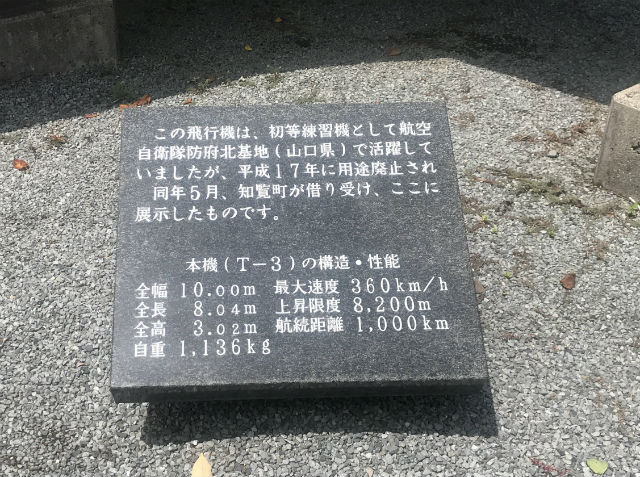 この飛行機は、初等練習機として航空
自衛隊防府北基地(山口県)で活躍して
いましたが、平成17年に用途廃止され
同年5月、知覧町が借り受け、ここに
展示したものです。
本機(T-3)の構造・性能
全幅 10.00m 最大速度 360km/h
全長 8.04m 上昇限度 8,200m
全高 3.02m 航続距離 1,000km
自重 1,136kg